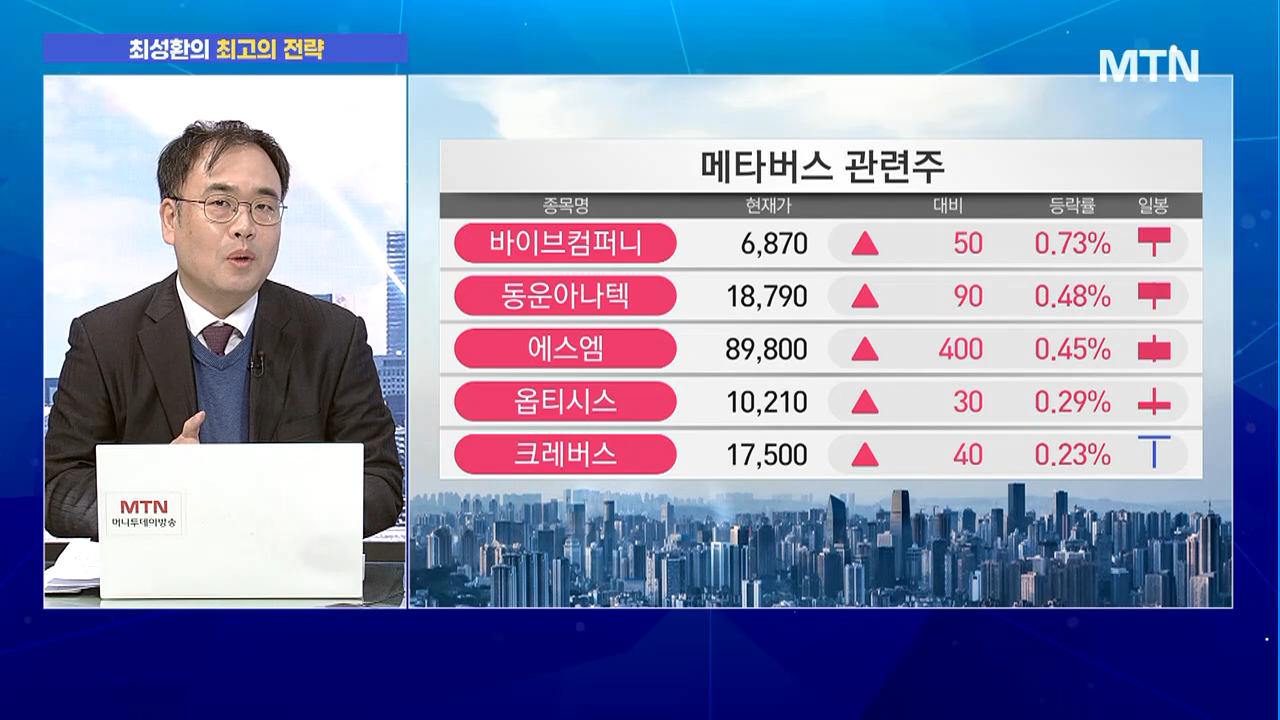 최성환의 최고의 전략
MTN
메타버스 관련주
종목명 현재가 대비 등락률 일봉
바이브컴퍼니 6,870 ▲ 50 0.73%
동운아나텍 18,790 ▲ 90 0.48%
에스엠 89,800 ▲ 400 0.45%
옵티시스 10,210 ▲ 30 0.29%
크레버스 17,500 ▲ 40 0.23%
MTN
머니투데이방송